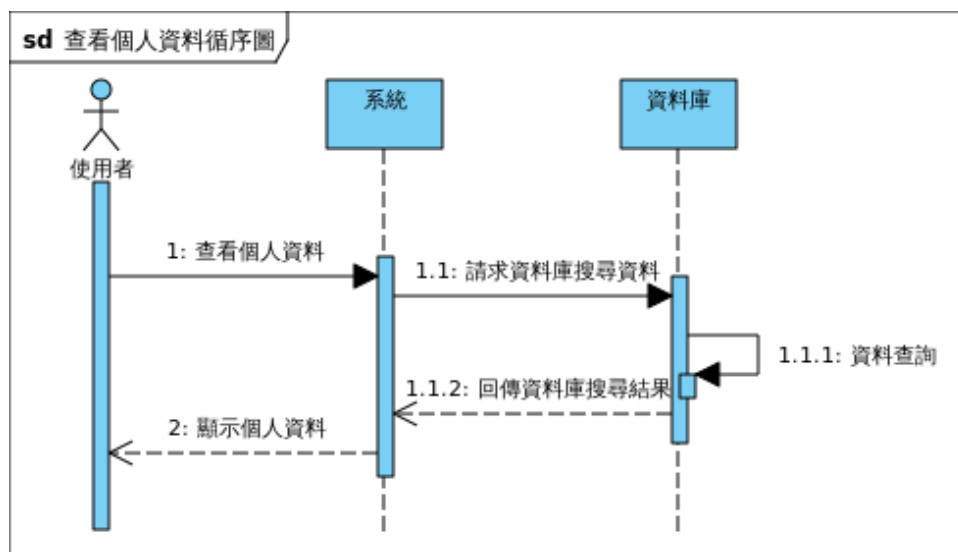 sd 查看個人資料循序圖
系統
資料庫
使用者
1: 查看個人資料
1.1: 請求資料庫搜尋資料
1.1.1: 資料查詢
1.1.2: 回傳資料庫搜尋結果
2: 顯示個人資料